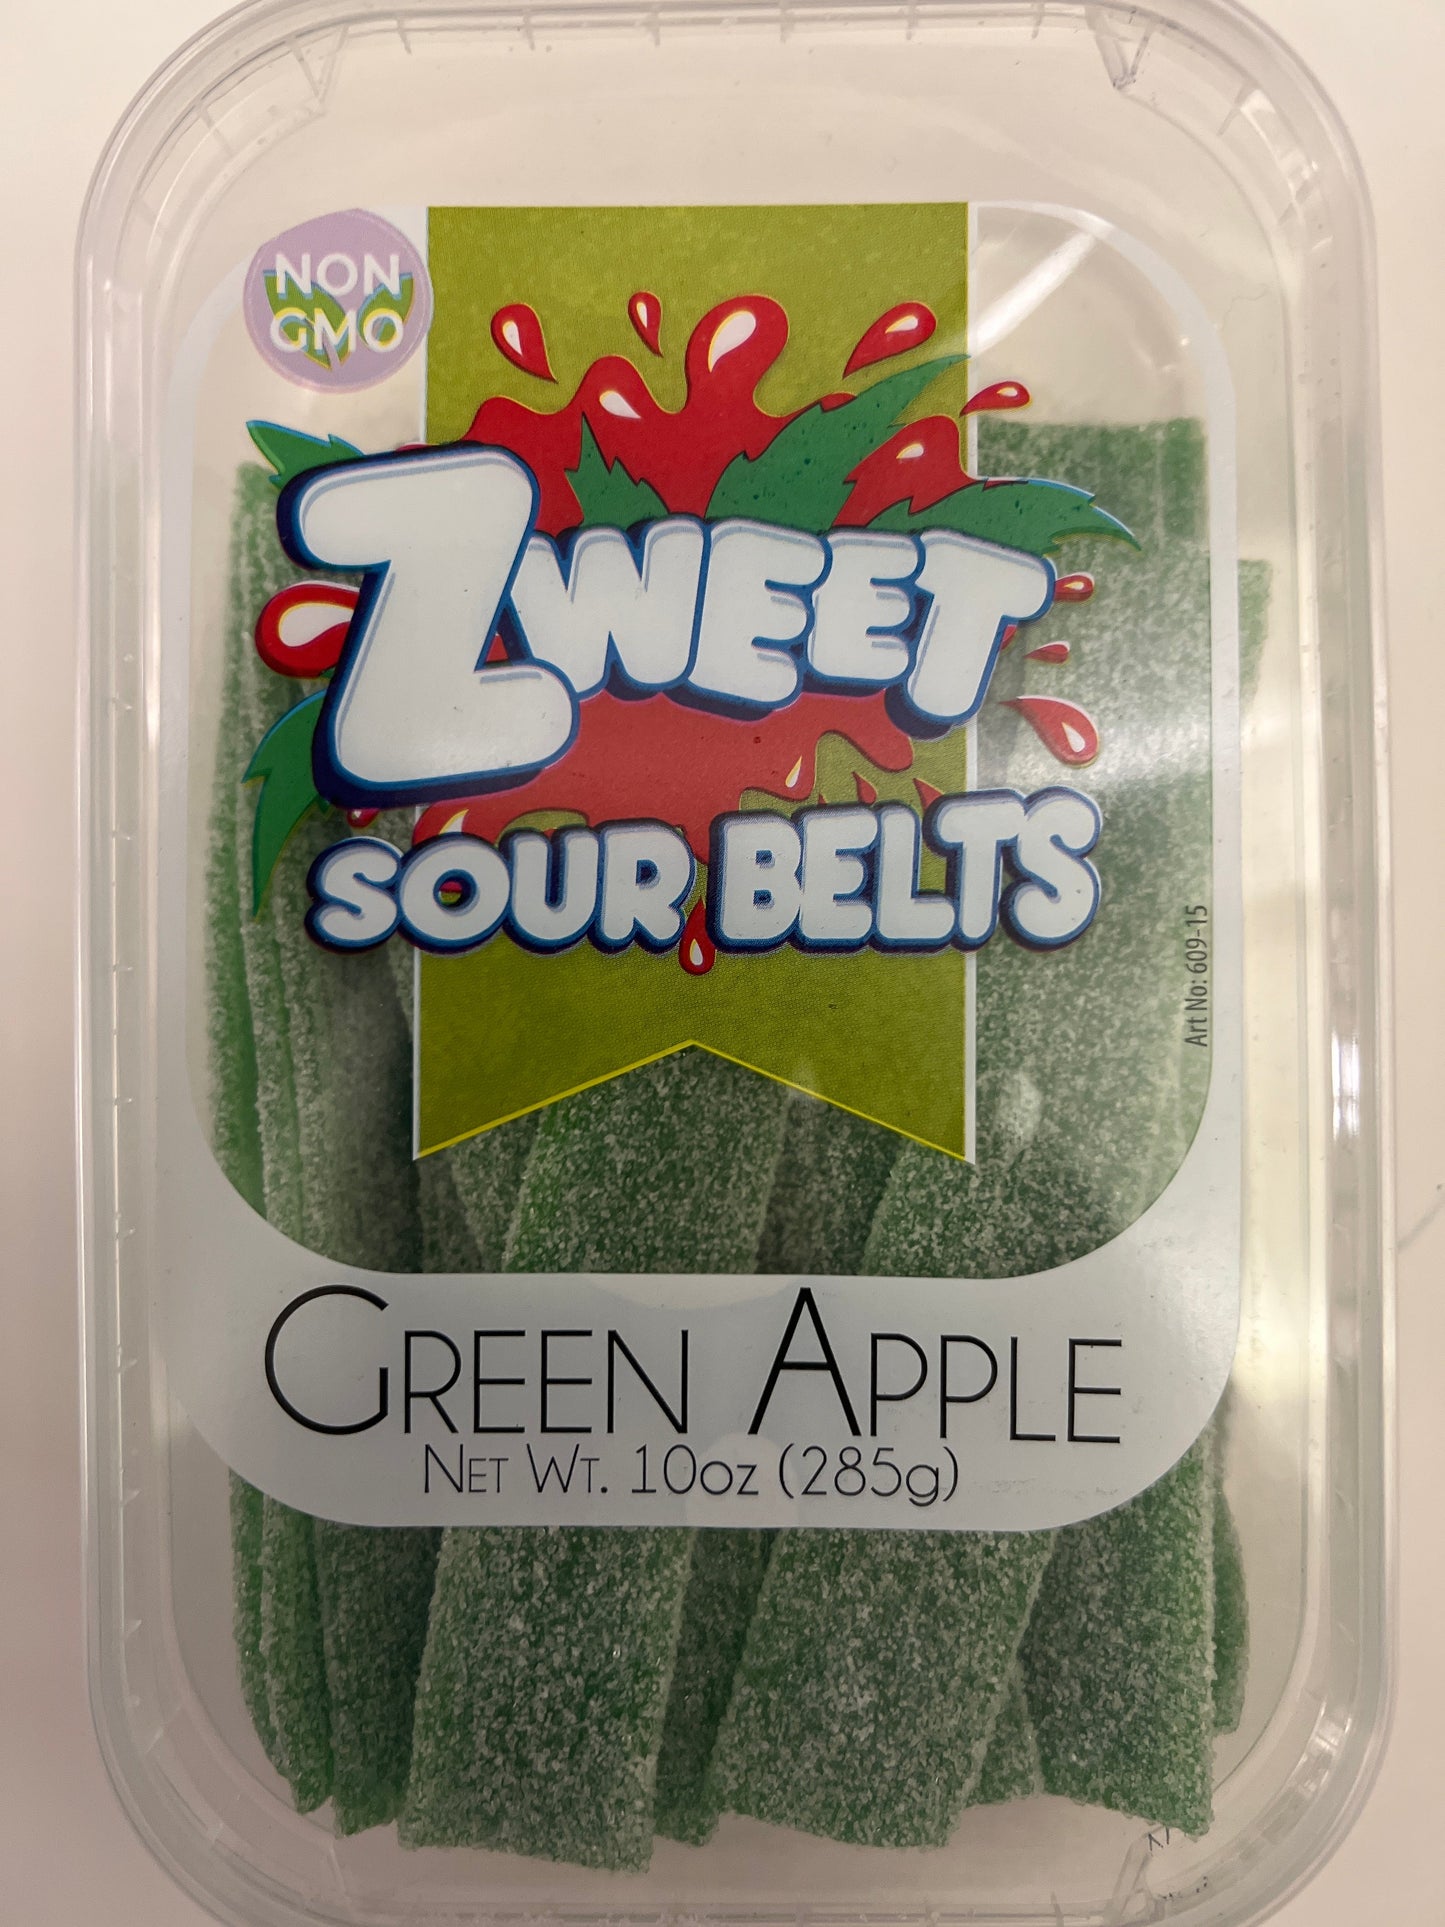 NON
GMO
ZWEET
SOUR BELTS
Art No: 609-15
GREEN APPLE
NET WT. 10oz (285g)